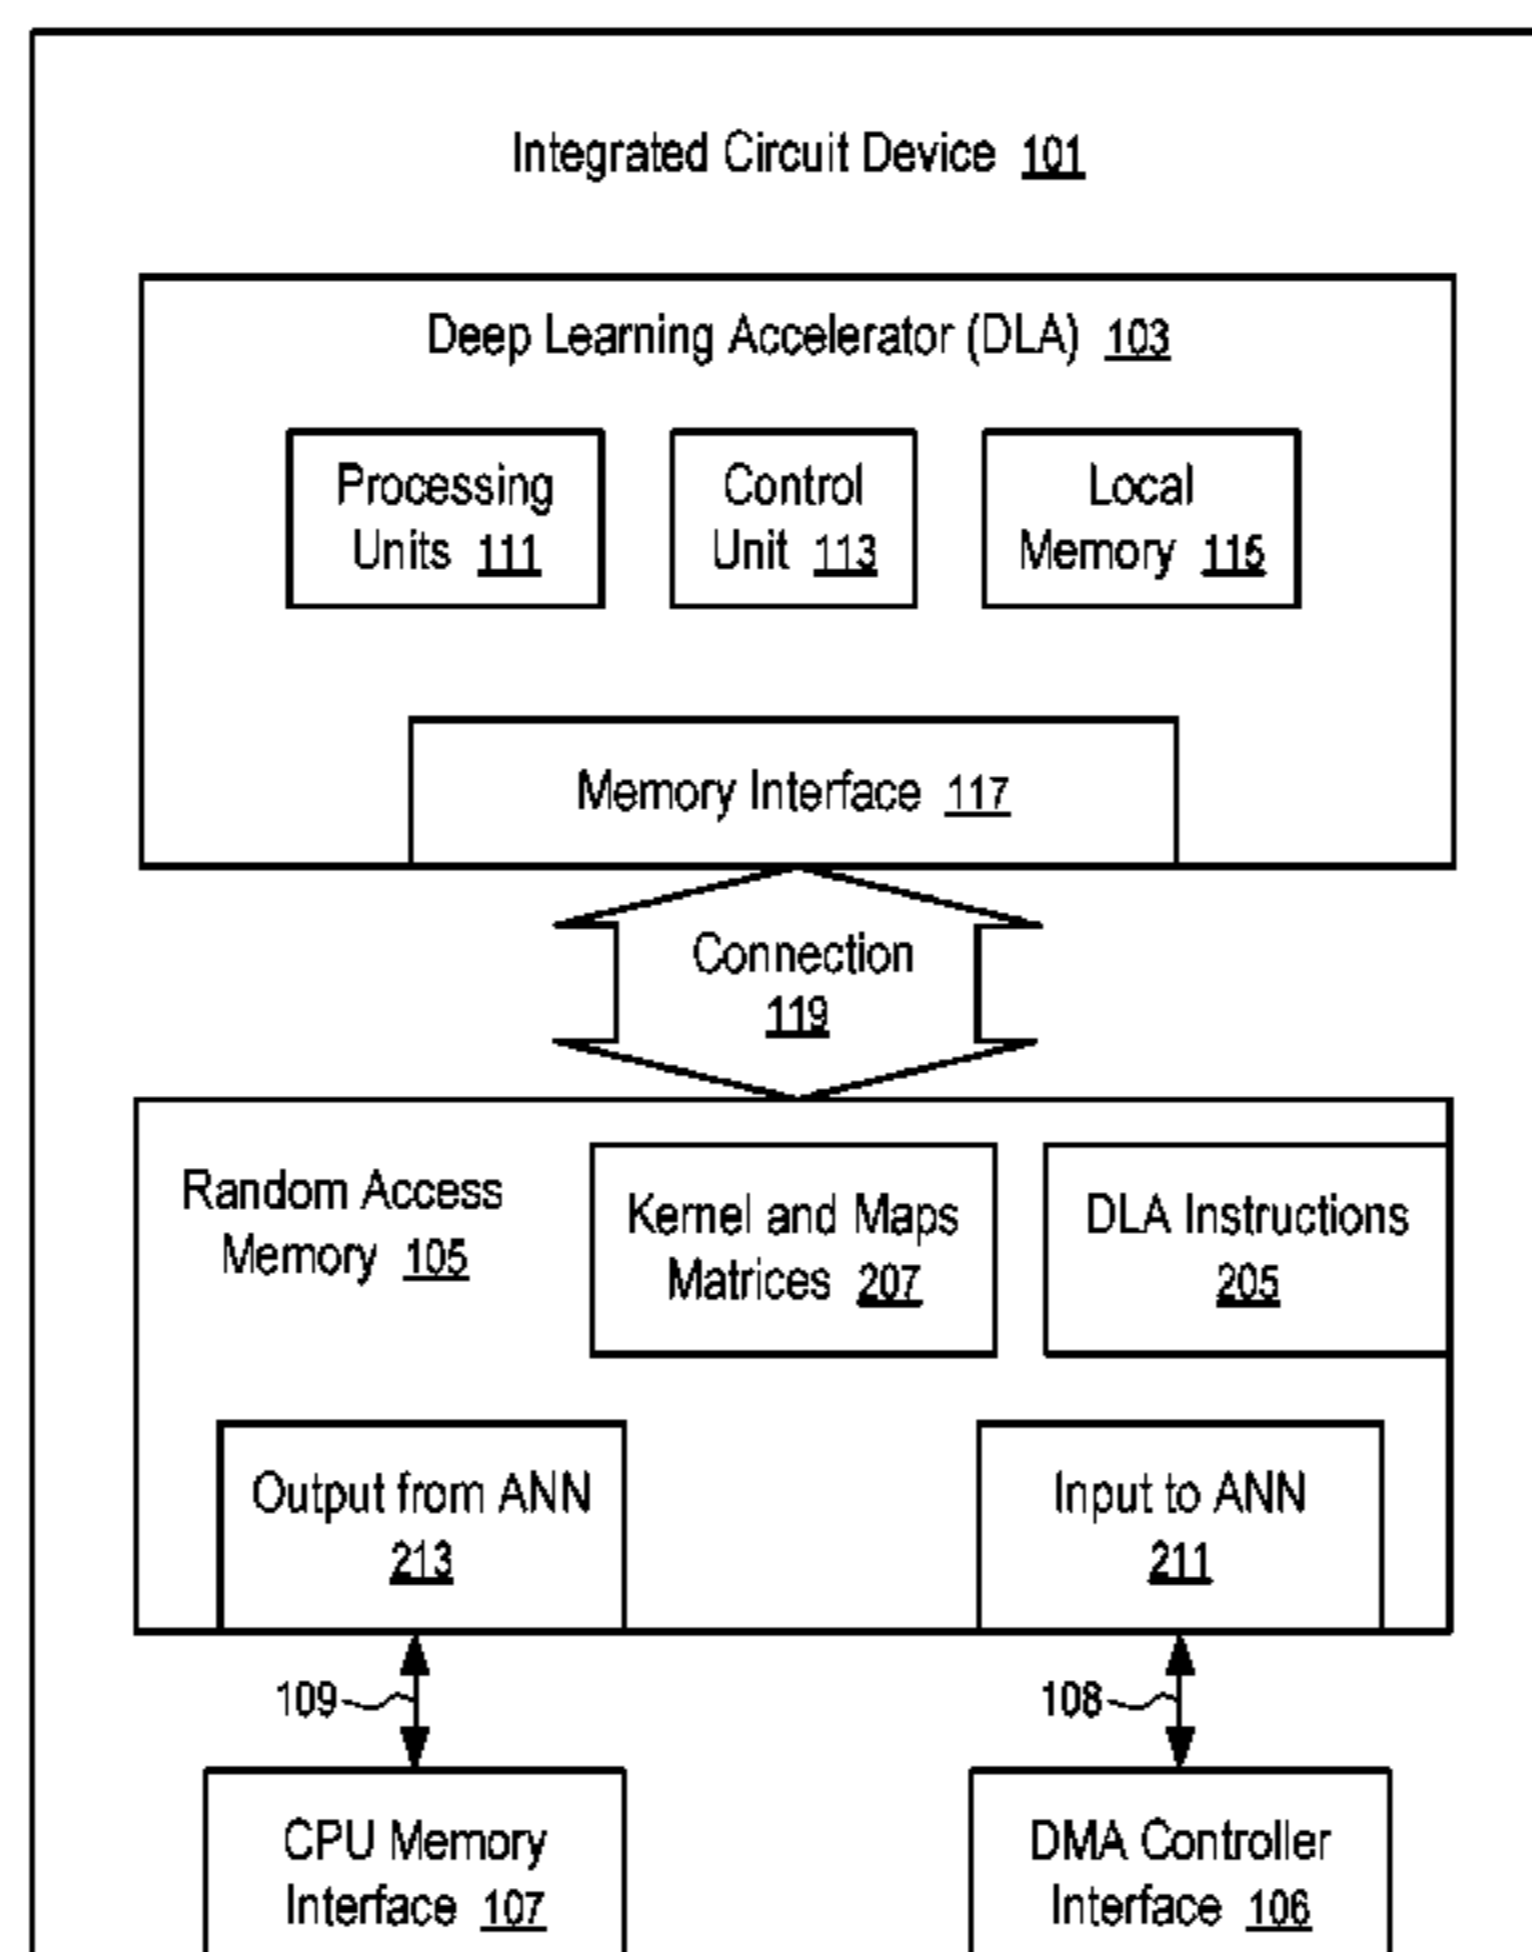 Integrated Circuit Device 101
Deep Learning Accelerator (DLA) 103
Processing
Units 111
Control
Unit 113
Local
Memory 115
Memory Interface 117
Connection
119
Random Access
Memory 105
Kernel and Maps
Matrices 207
DLA Instructions
205
Output from ANN
213
Input to ANN
211
109
108
CPU Memory
Interface 107
DMA Controller
Interface 106